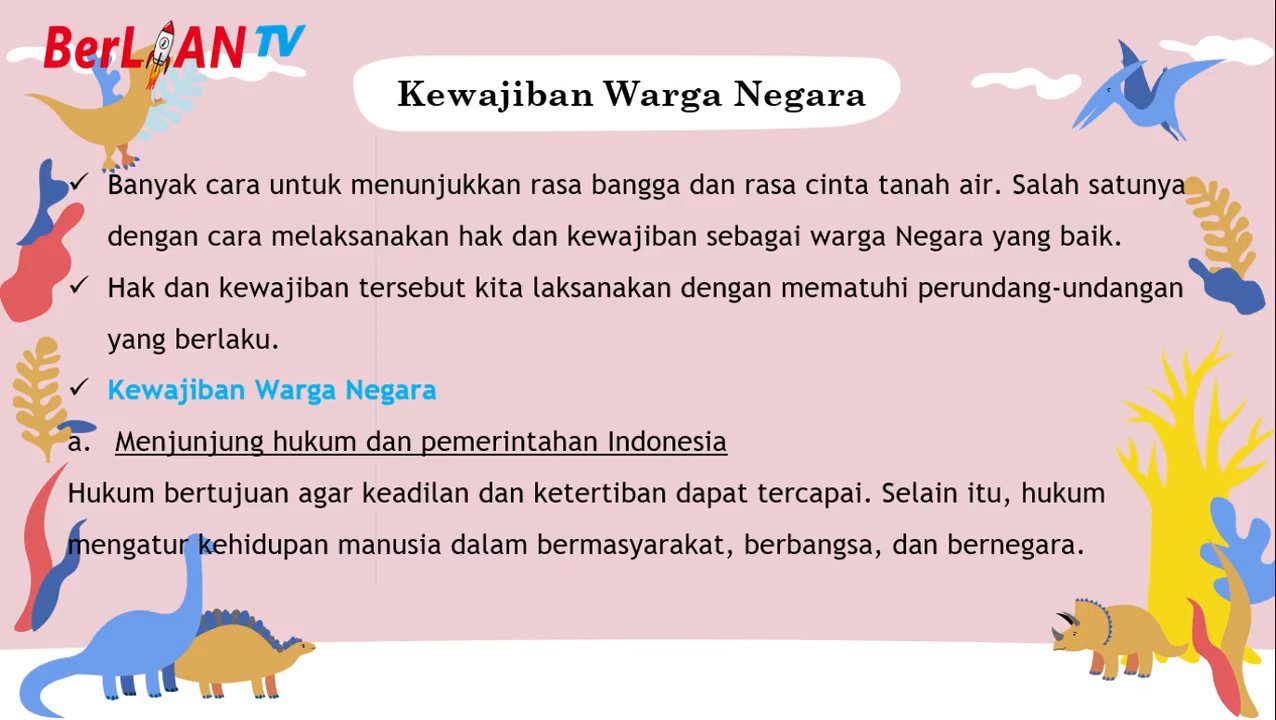 BerLIAN TV
Kewajiban Warga Negara
✓ Banyak cara untuk menunjukkan rasa bangga dan rasa cinta tanah air. Salah satunya
dengan cara melaksanakan hak dan kewajiban sebagai warga Negara yang baik.
✓ Hak dan kewajiban tersebut kita laksanakan dengan mematuhi perundang-undangan
yang berlaku.
✓ Kewajiban Warga Negara
a. Menjunjung hukum dan pemerintahan Indonesia
Hukum bertujuan agar keadilan dan ketertiban dapat tercapai. Selain itu, hukum
mengatur kehidupan manusia dalam bermasyarakat, berbangsa, dan bernegara.